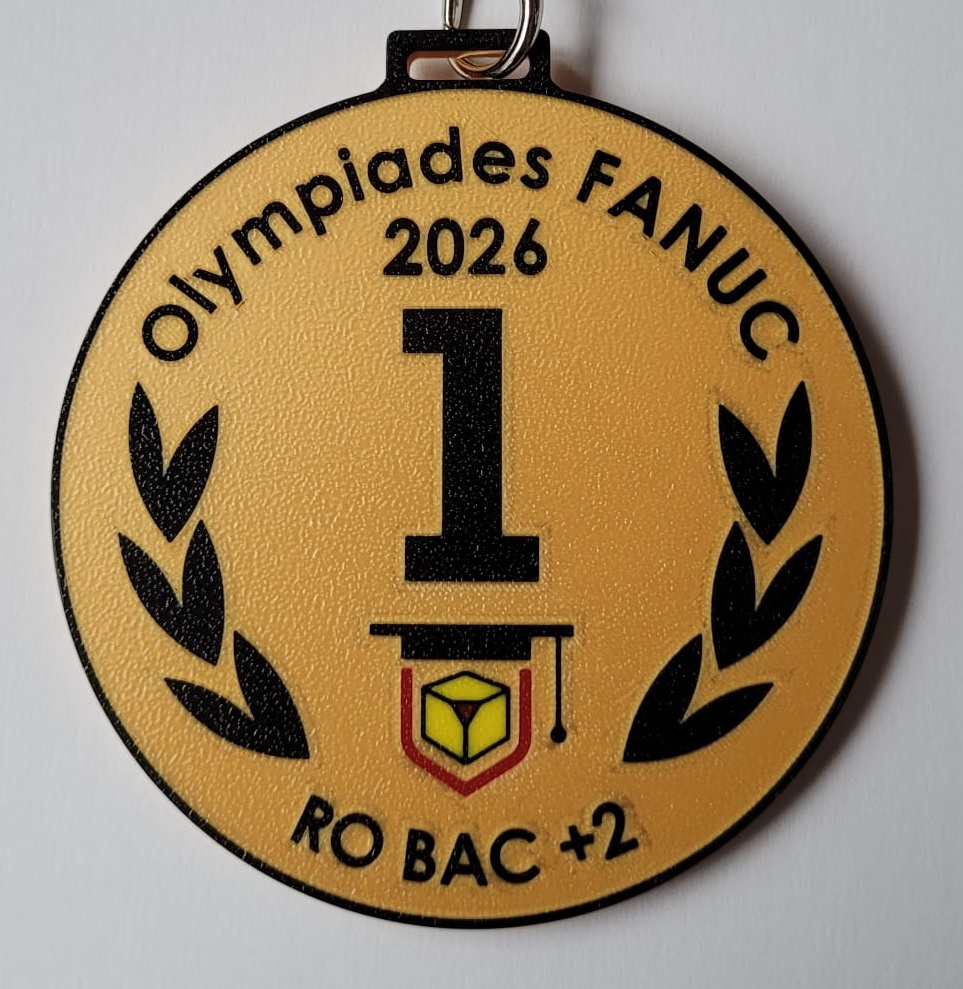 Olympiades FANUC
2026
1
RO BAC +2